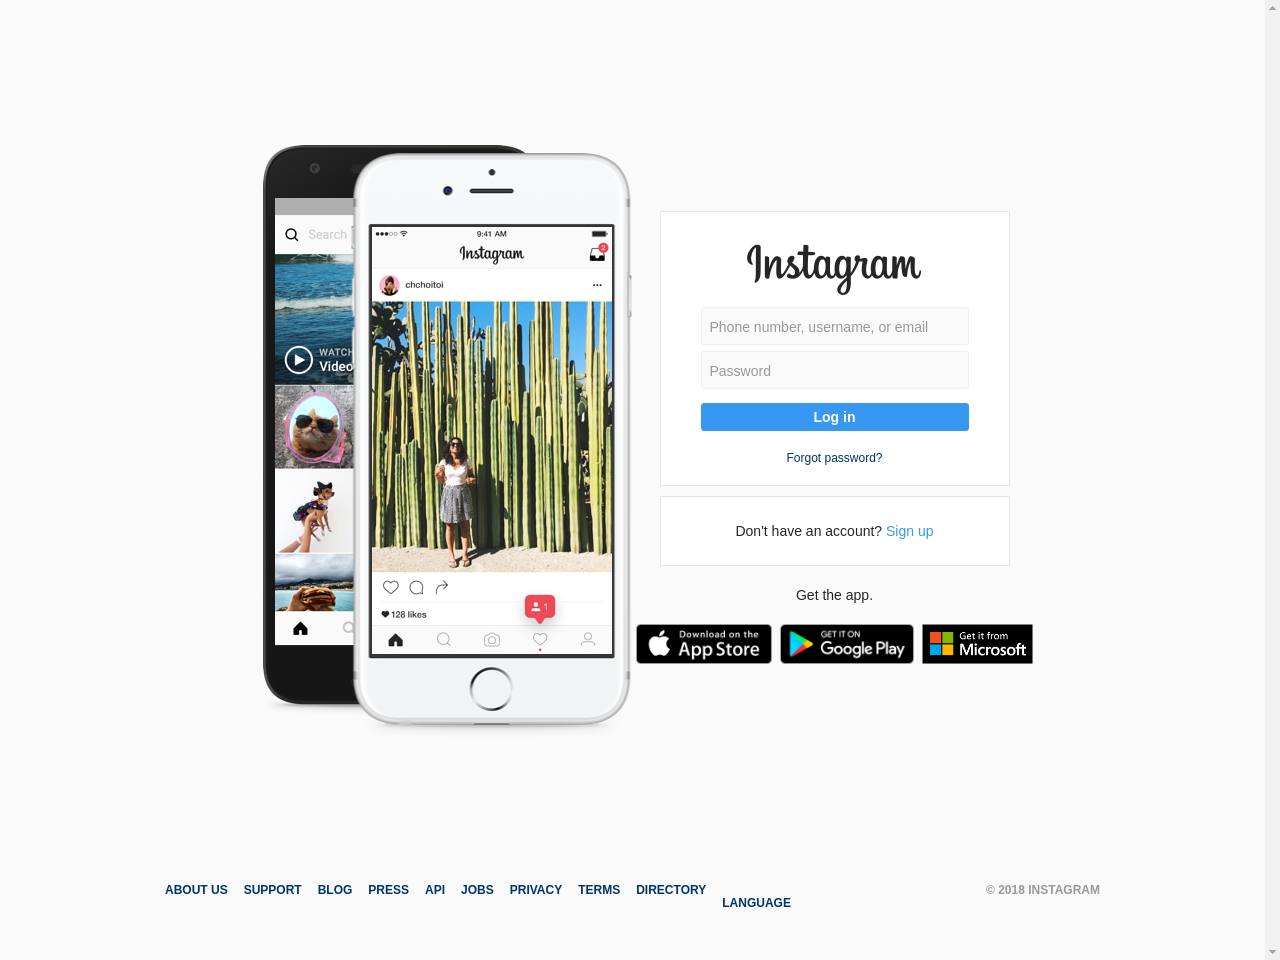 Search
WATCH
Video
9:41 AM
Instagram
2
chchoitoi
128 likes
1
Instagram
Phone number, username, or email
Password
Log in
Forgot password?
Don't have an account? Sign up
Get the app.
Download on the
App Store
GET IT ON
Google Play
Get it from
Microsoft
ABOUT US SUPPORT BLOG PRESS API JOBS PRIVACY TERMS DIRECTORY © 2018 INSTAGRAM
LANGUAGE